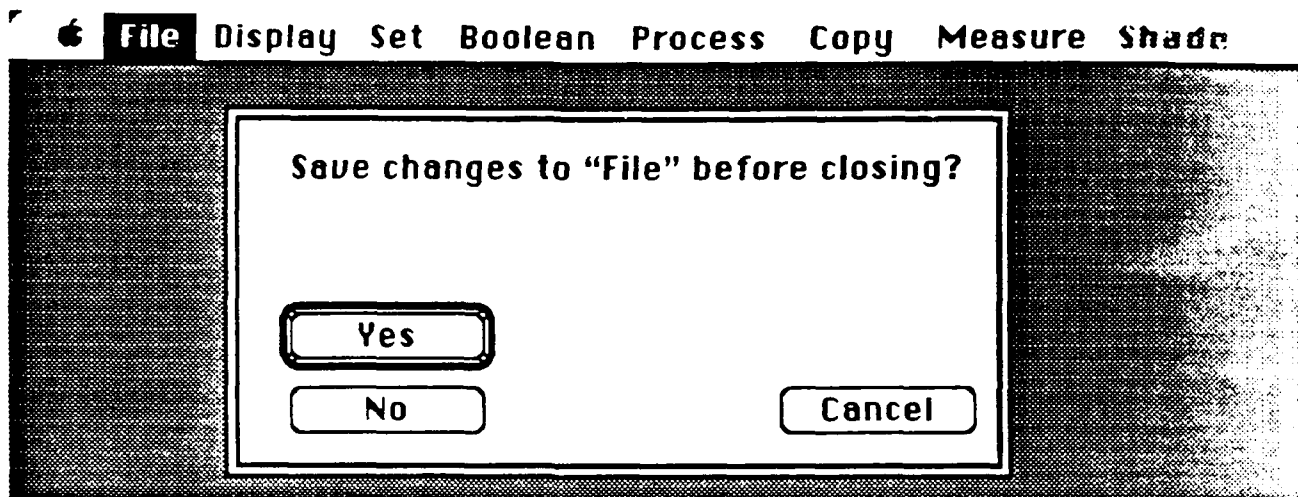 File Display Set Boolean Process Copy Measure Shade
Save changes to “File” before closing?
Yes
No
Cancel